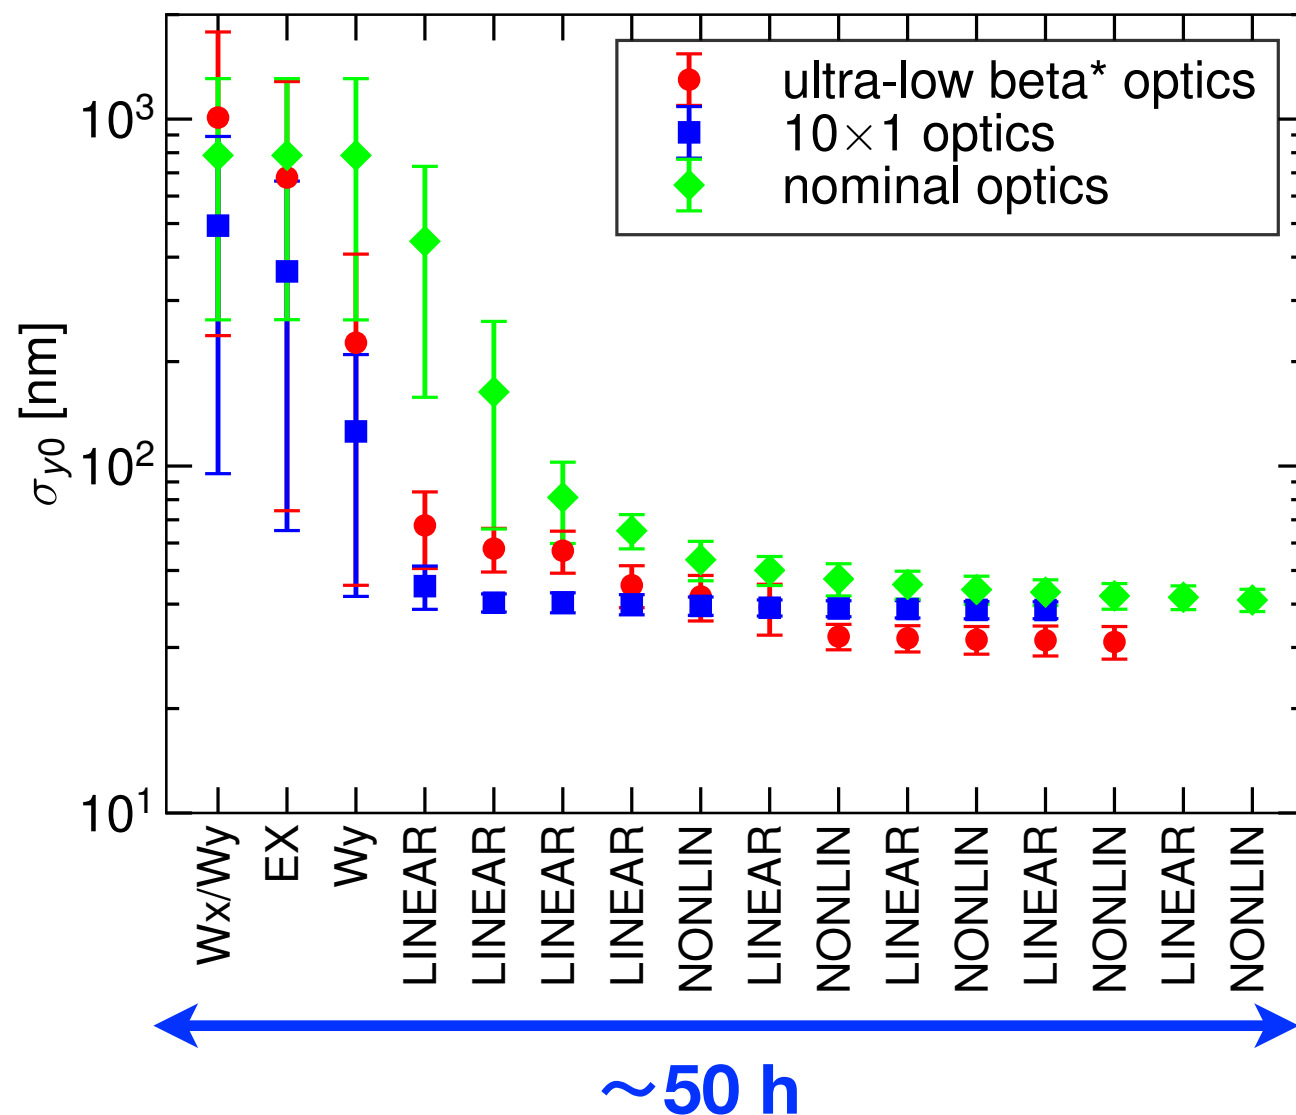 ultra-low beta* optics
10×1 optics
nominal optics
σy0 [nm]
10³
10²
10¹
Wx/Wy
EX
Wy
LINEAR
LINEAR
LINEAR
LINEAR
NONLIN
LINEAR
NONLIN
LINEAR
NONLIN
LINEAR
NONLIN
LINEAR
NONLIN
~50 h